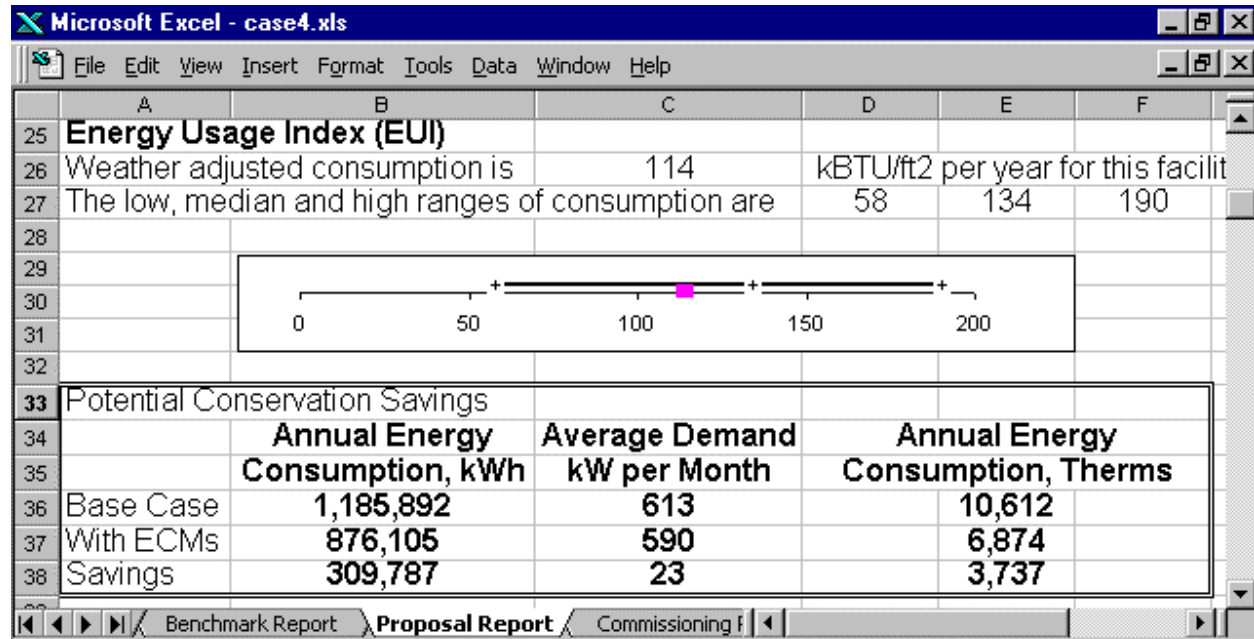 Microsoft Excel - case4.xls
File Edit View Insert Format Tools Data Window Help
A B C D E F
25 Energy Usage Index (EUI)
26 Weather adjusted consumption is 114 kBTU/ft2 per year for this facilit
27 The low, median and high ranges of consumption are 58 134 190
28
29
30
31
0 50 100 150 200
32
33 Potential Conservation Savings
34 Annual Energy Average Demand Annual Energy
35 Consumption, kWh kW per Month Consumption, Therms
36 Base Case 1,185,892 613 10,612
37 With ECMs 876,105 590 6,874
38 Savings 309,787 23 3,737
Benchmark Report Proposal Report Commissioning